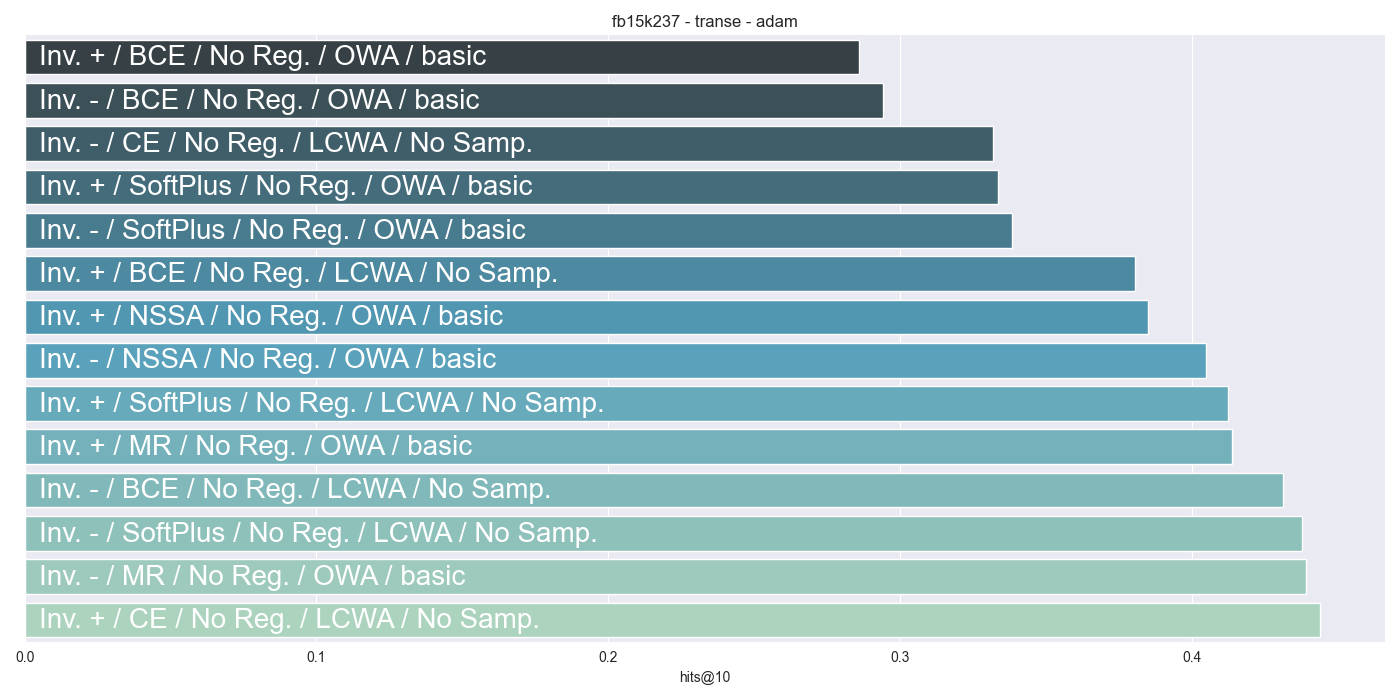 fb15k237 - transe - adam
Inv. + / BCE / No Reg. / OWA / basic
Inv. - / BCE / No Reg. / OWA / basic
Inv. - / CE / No Reg. / LCWA / No Samp.
Inv. + / SoftPlus / No Reg. / OWA / basic
Inv. - / SoftPlus / No Reg. / OWA / basic
Inv. + / BCE / No Reg. / LCWA / No Samp.
Inv. + / NSSA / No Reg. / OWA / basic
Inv. - / NSSA / No Reg. / OWA / basic
Inv. + / SoftPlus / No Reg. / LCWA / No Samp.
Inv. + / MR / No Reg. / OWA / basic
Inv. - / BCE / No Reg. / LCWA / No Samp.
Inv. - / SoftPlus / No Reg. / LCWA / No Samp.
Inv. - / MR / No Reg. / OWA / basic
Inv. + / CE / No Reg. / LCWA / No Samp.
0.0 0.1 0.2 0.3 0.4
hits@10